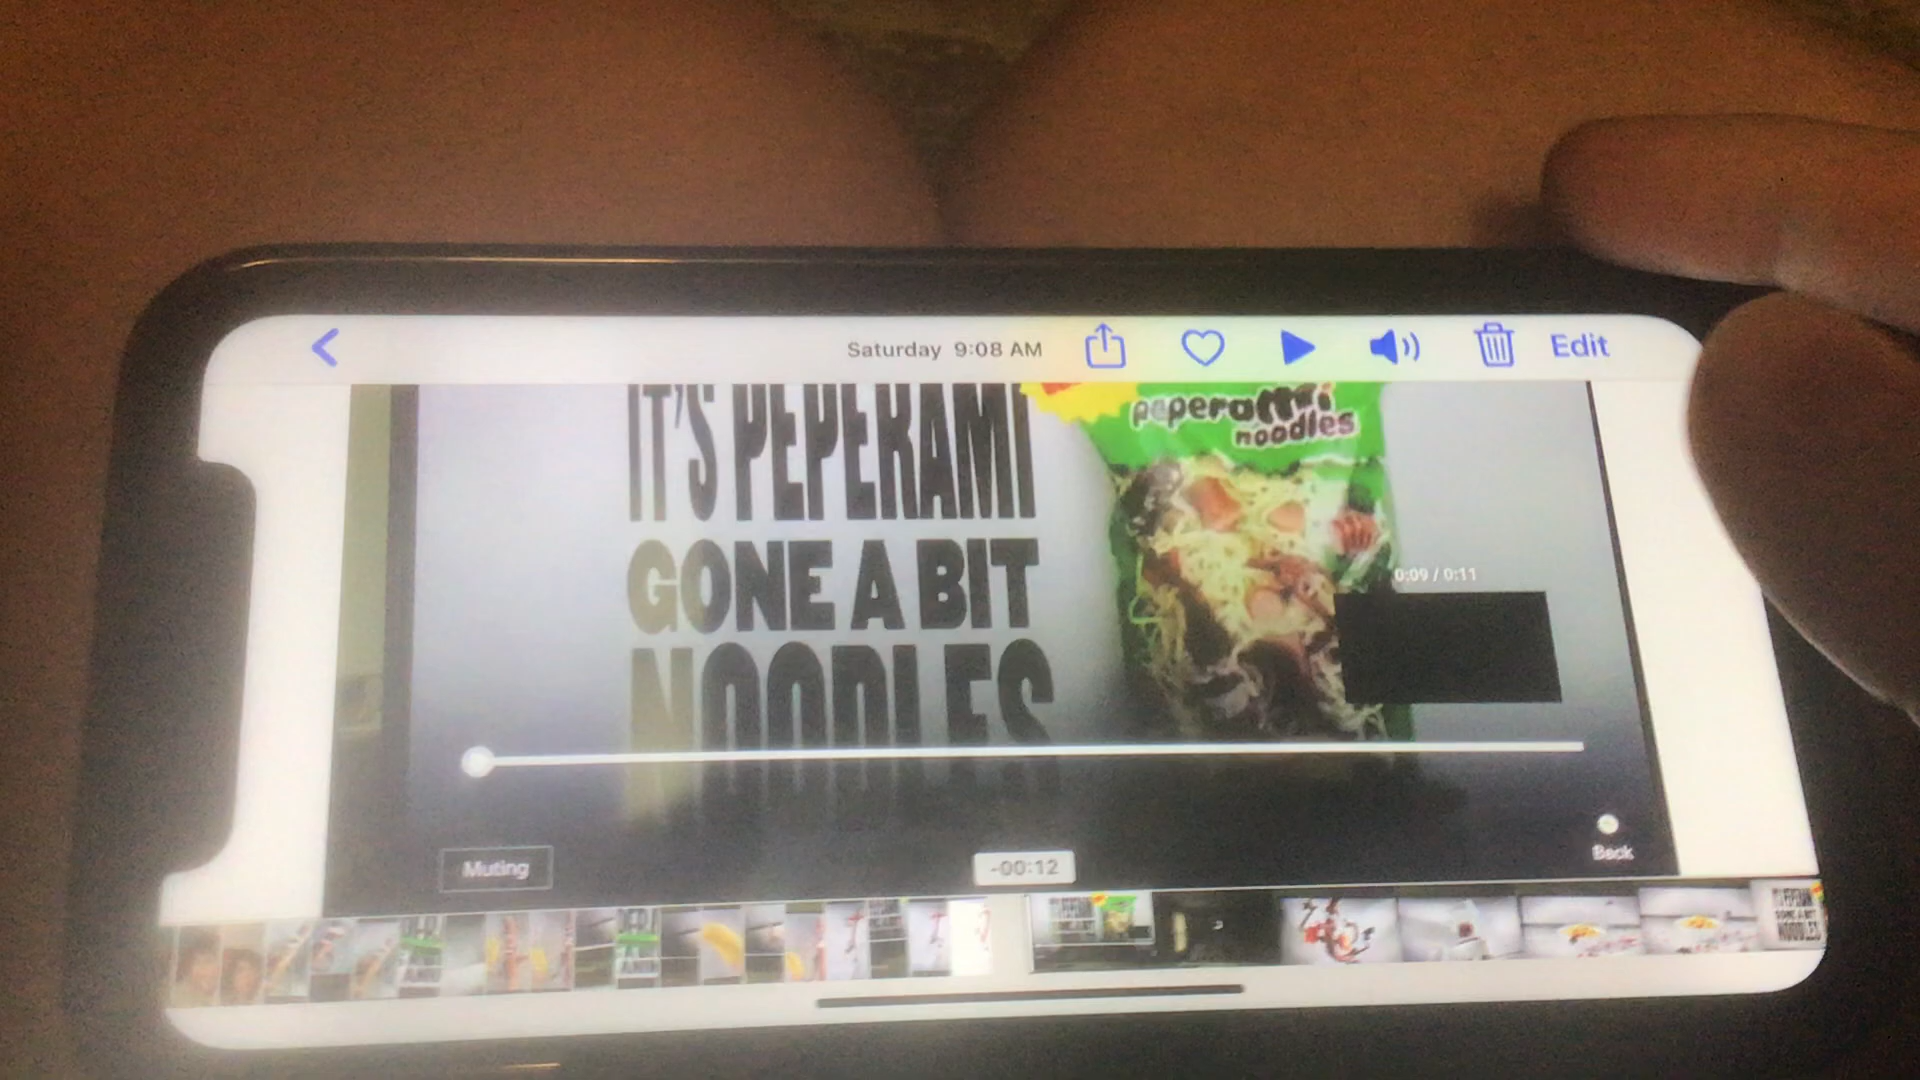 Saturday 9:08 AM
Edit
IT'S PEPERAMI
GONE A BIT
NOODLES
peperami
noodles
0:09 / 0:11
Muting
-00:12
Back